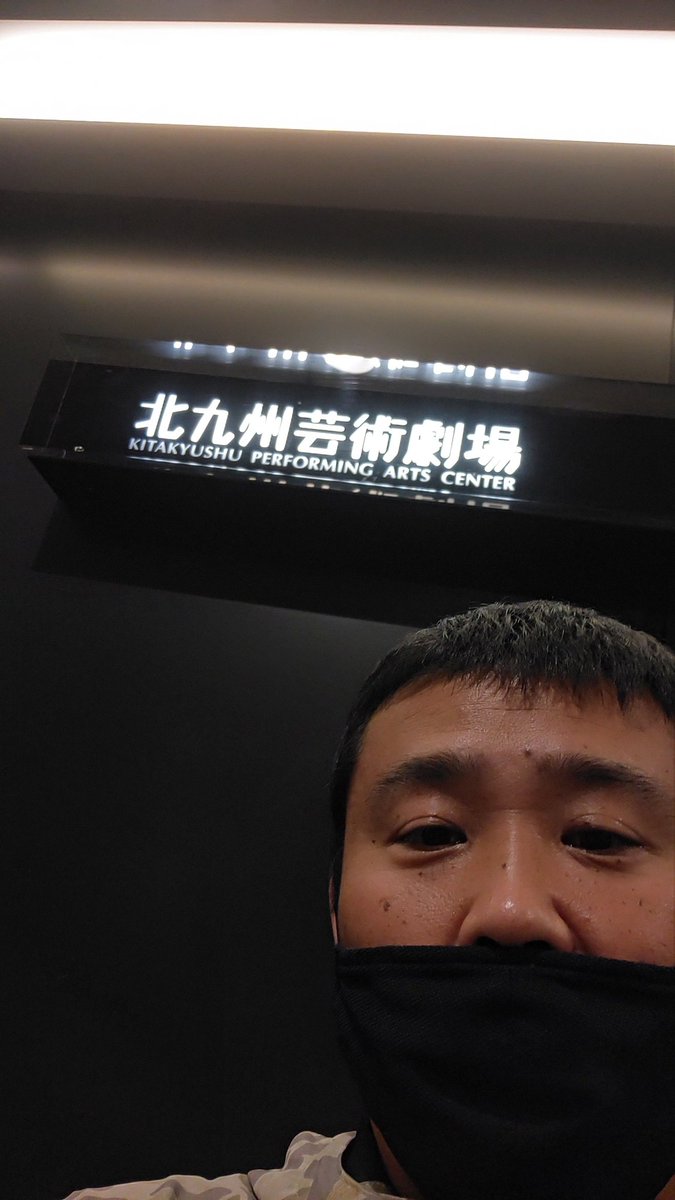 北九州芸術劇場
KITAKYUSHU PERFORMING ARTS CENTER